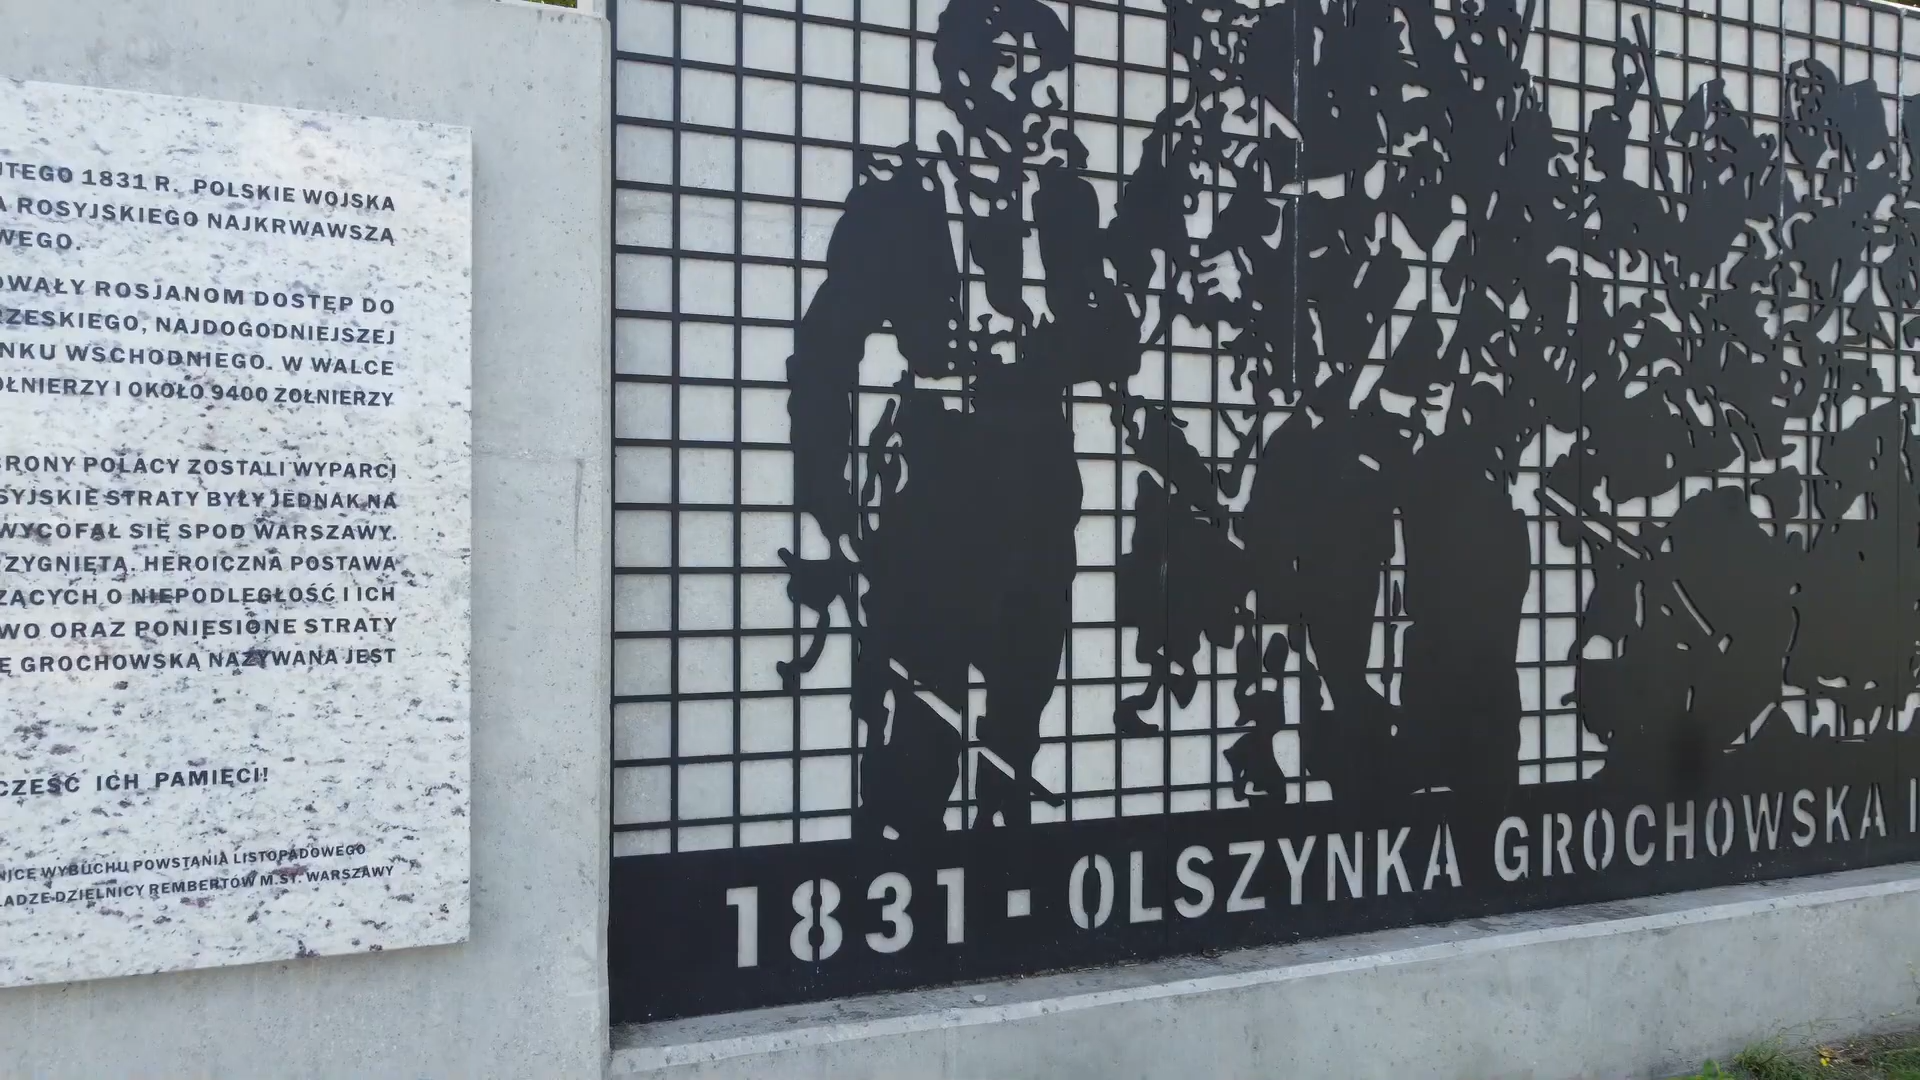 UTEGO 1831 R. POLSKIE WOJSKA
A ROSYJSKIEGO NAJKRWAWSZĄ
WEGO.
OWAŁY ROSJANOM DOSTĘP DO
RZESKIEGO, NAJDOGODNIEJSZEJ
NKU WSCHODNIEGO. W WALCE
OŁNIERZY I OKOŁO 9400 ŻOŁNIERZY
BRONY POLACY ZOSTALI WYPARCI
SYJSKIE STRATY BYŁY JEDNAK NA
WYCOFAŁ SIĘ SPOD WARSZAWY.
ZYGNIĘTA. HEROICZNA POSTAWA
ZĄCYCH O NIEPODLEGŁOŚĆ I ICH
WO ORAZ PONIESIONE STRATY
Ę GROCHOWSKĄ NAZYWANA JEST
CZEŚĆ ICH PAMIĘCI!
NICĘ WYBUCHU POWSTANIA LISTOPADOWEGO
ŁADZE DZIELNICY REMBERTÓW M.ST. WARSZAWY
1831 ▪ OLSZYNKA GROCHOWSKA I